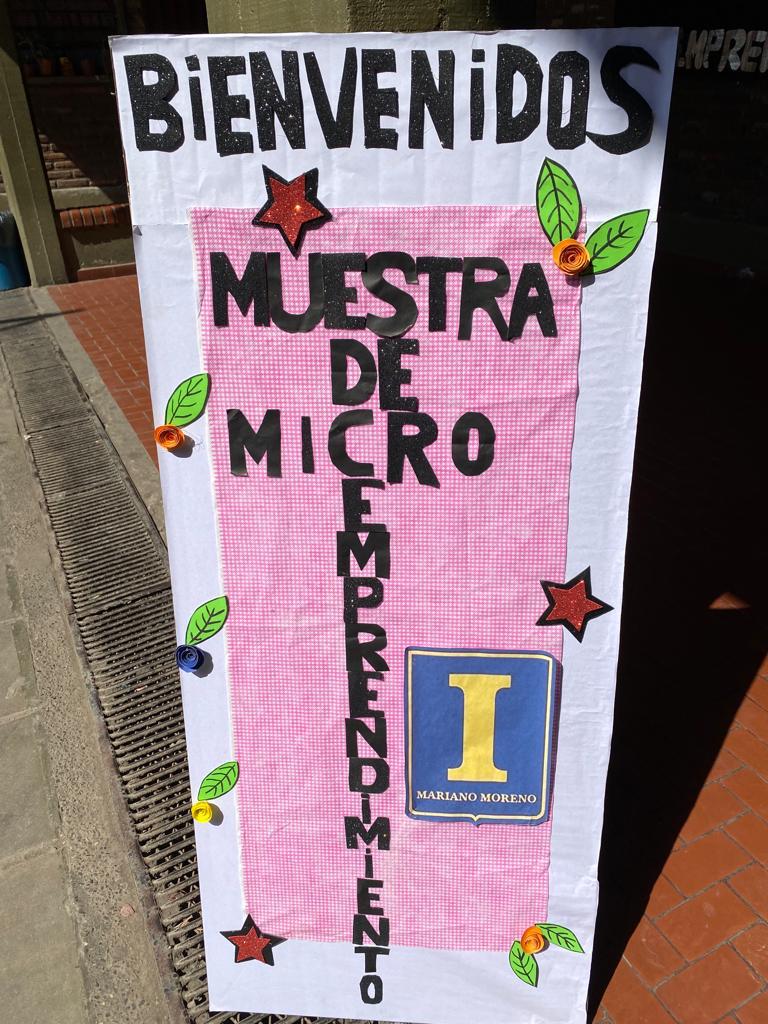 BiENVENiDOS
MUESTRA
DE
MICRO
EMPRENDiMiENTO
I
MARIANO MORENO